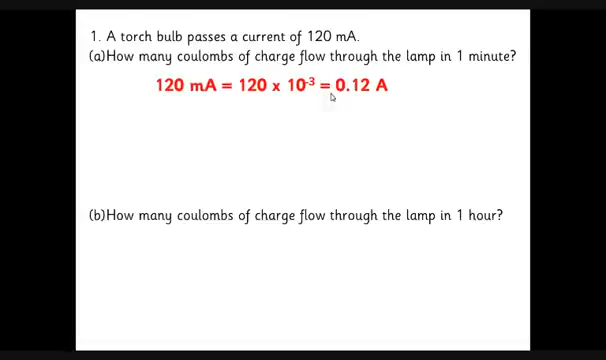 1. A torch bulb passes a current of 120 mA.
(a)How many coulombs of charge flow through the lamp in 1 minute?
120 mA = 120 x 10⁻³ = 0.12 A
(b)How many coulombs of charge flow through the lamp in 1 hour?